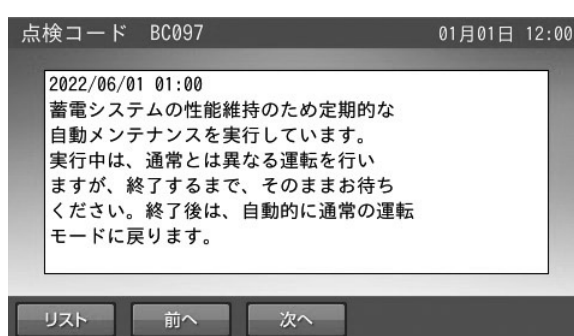 点検コード BC097
01月01日 12:00
2022/06/01 01:00
蓄電システムの性能維持のため定期的な
自動メンテナンスを実行しています。
実行中は、通常とは異なる運転を行い
ますが、終了するまで、そのままお待ち
ください。終了後は、自動的に通常の運転
モードに戻ります。
リスト
前へ
次へ